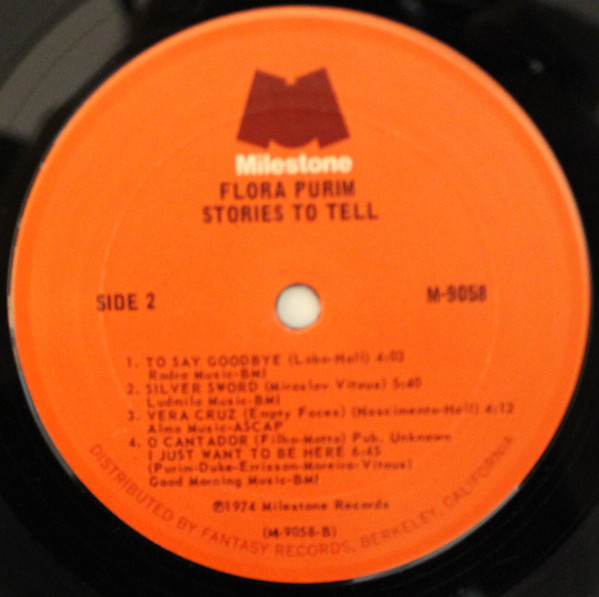 Milestone
FLORA PURIM
STORIES TO TELL
SIDE 2
M-9058
1. TO SAY GOODBYE (Lobo-Hall) 4:03
Rodra Music-BMI
2. SILVER SWORD (Miroslav Vitous) 5:40
Ludmila Music-BMI
3. VERA CRUZ (Empty Faces) (Nascimento-Hall) 4:12
Almo Music-ASCAP
4. O CANTADOR (Filho-Motta) Pub. Unknown
I JUST WANT TO BE HERE 6:45
(Purim-Duke-Errisson-Moreira-Vitous)
Good Morning Music-BMI
℗1974 Milestone Records
(M-9058-B)
DISTRIBUTED BY FANTASY RECORDS, BERKELEY, CALIFORNIA